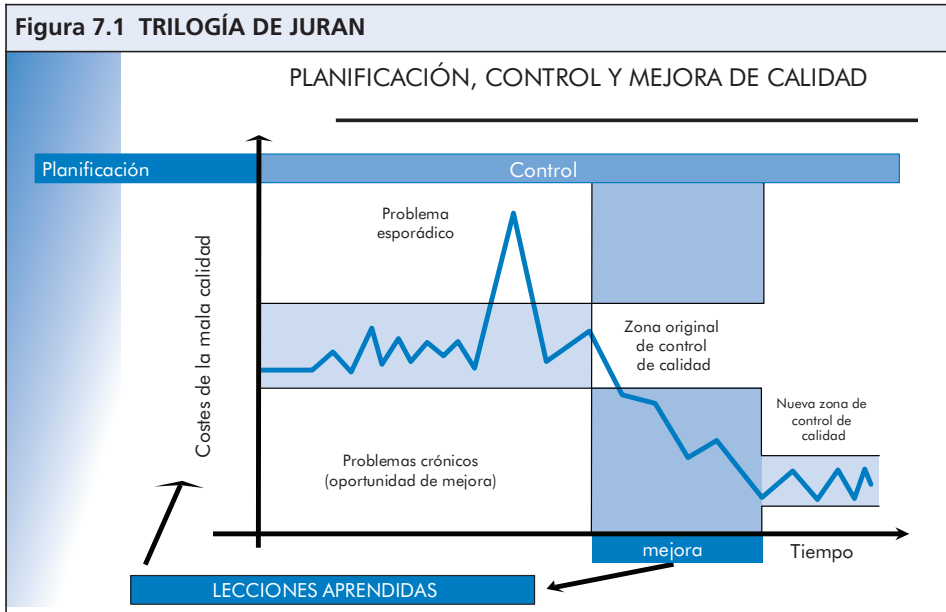 Figura 7.1 TRILOGÍA DE JURAN
PLANIFICACIÓN, CONTROL Y MEJORA DE CALIDAD
Planificación
Control
Costes de la mala calidad
Problema
esporádico
Zona original
de control
de calidad
Nueva zona de
control de
calidad
Problemas crónicos
(oportunidad de mejora)
mejora
Tiempo
LECCIONES APRENDIDAS